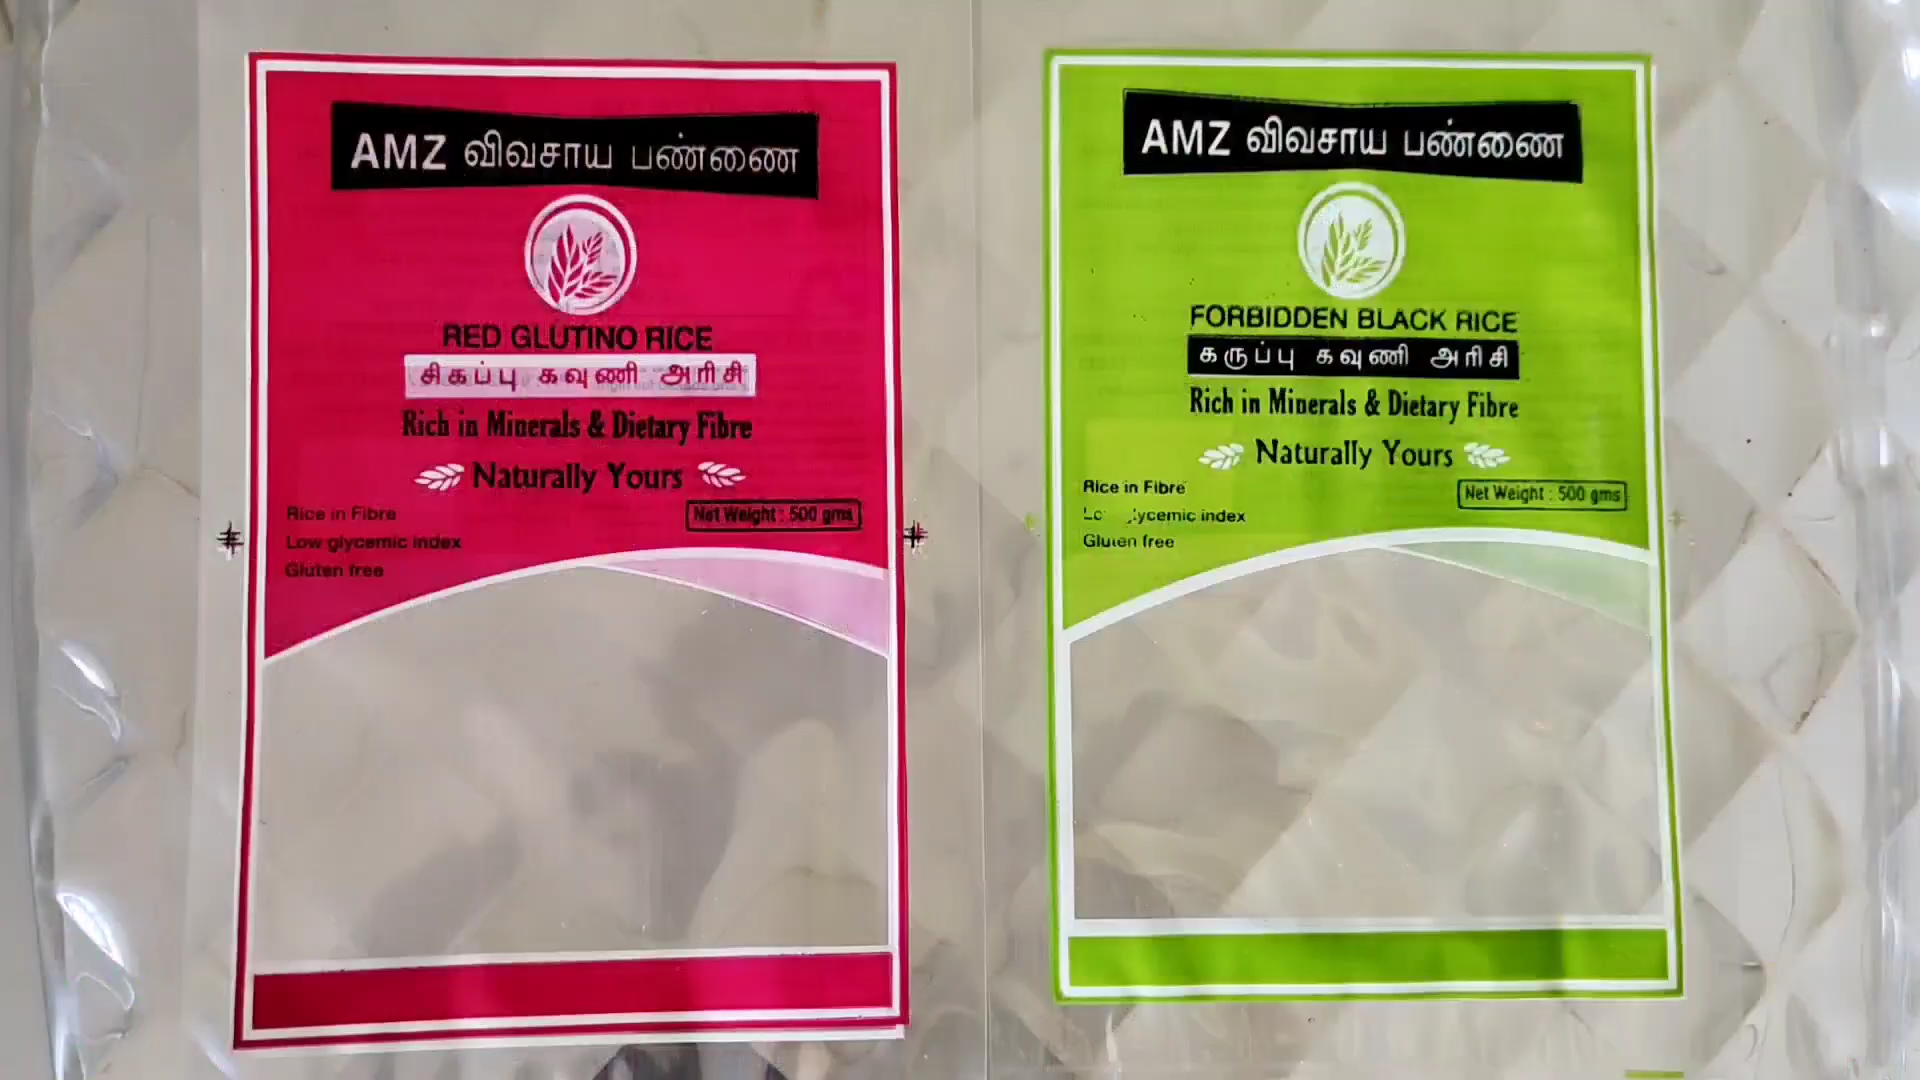 AMZ விவசாய பண்ணை
RED GLUTINO RICE
சிகப்பு கவுணி அரிசி
Rich in Minerals & Dietary Fibre
Naturally Yours
Rice in Fibre
Low glycemic index
Gluten free
Net Weight : 500 gms
AMZ விவசாய பண்ணை
FORBIDDEN BLACK RICE
கருப்பு கவுணி அரிசி
Rich in Minerals & Dietary Fibre
Naturally Yours
Rice in Fibre
index
Gluten free
Net Weight : 500 gms